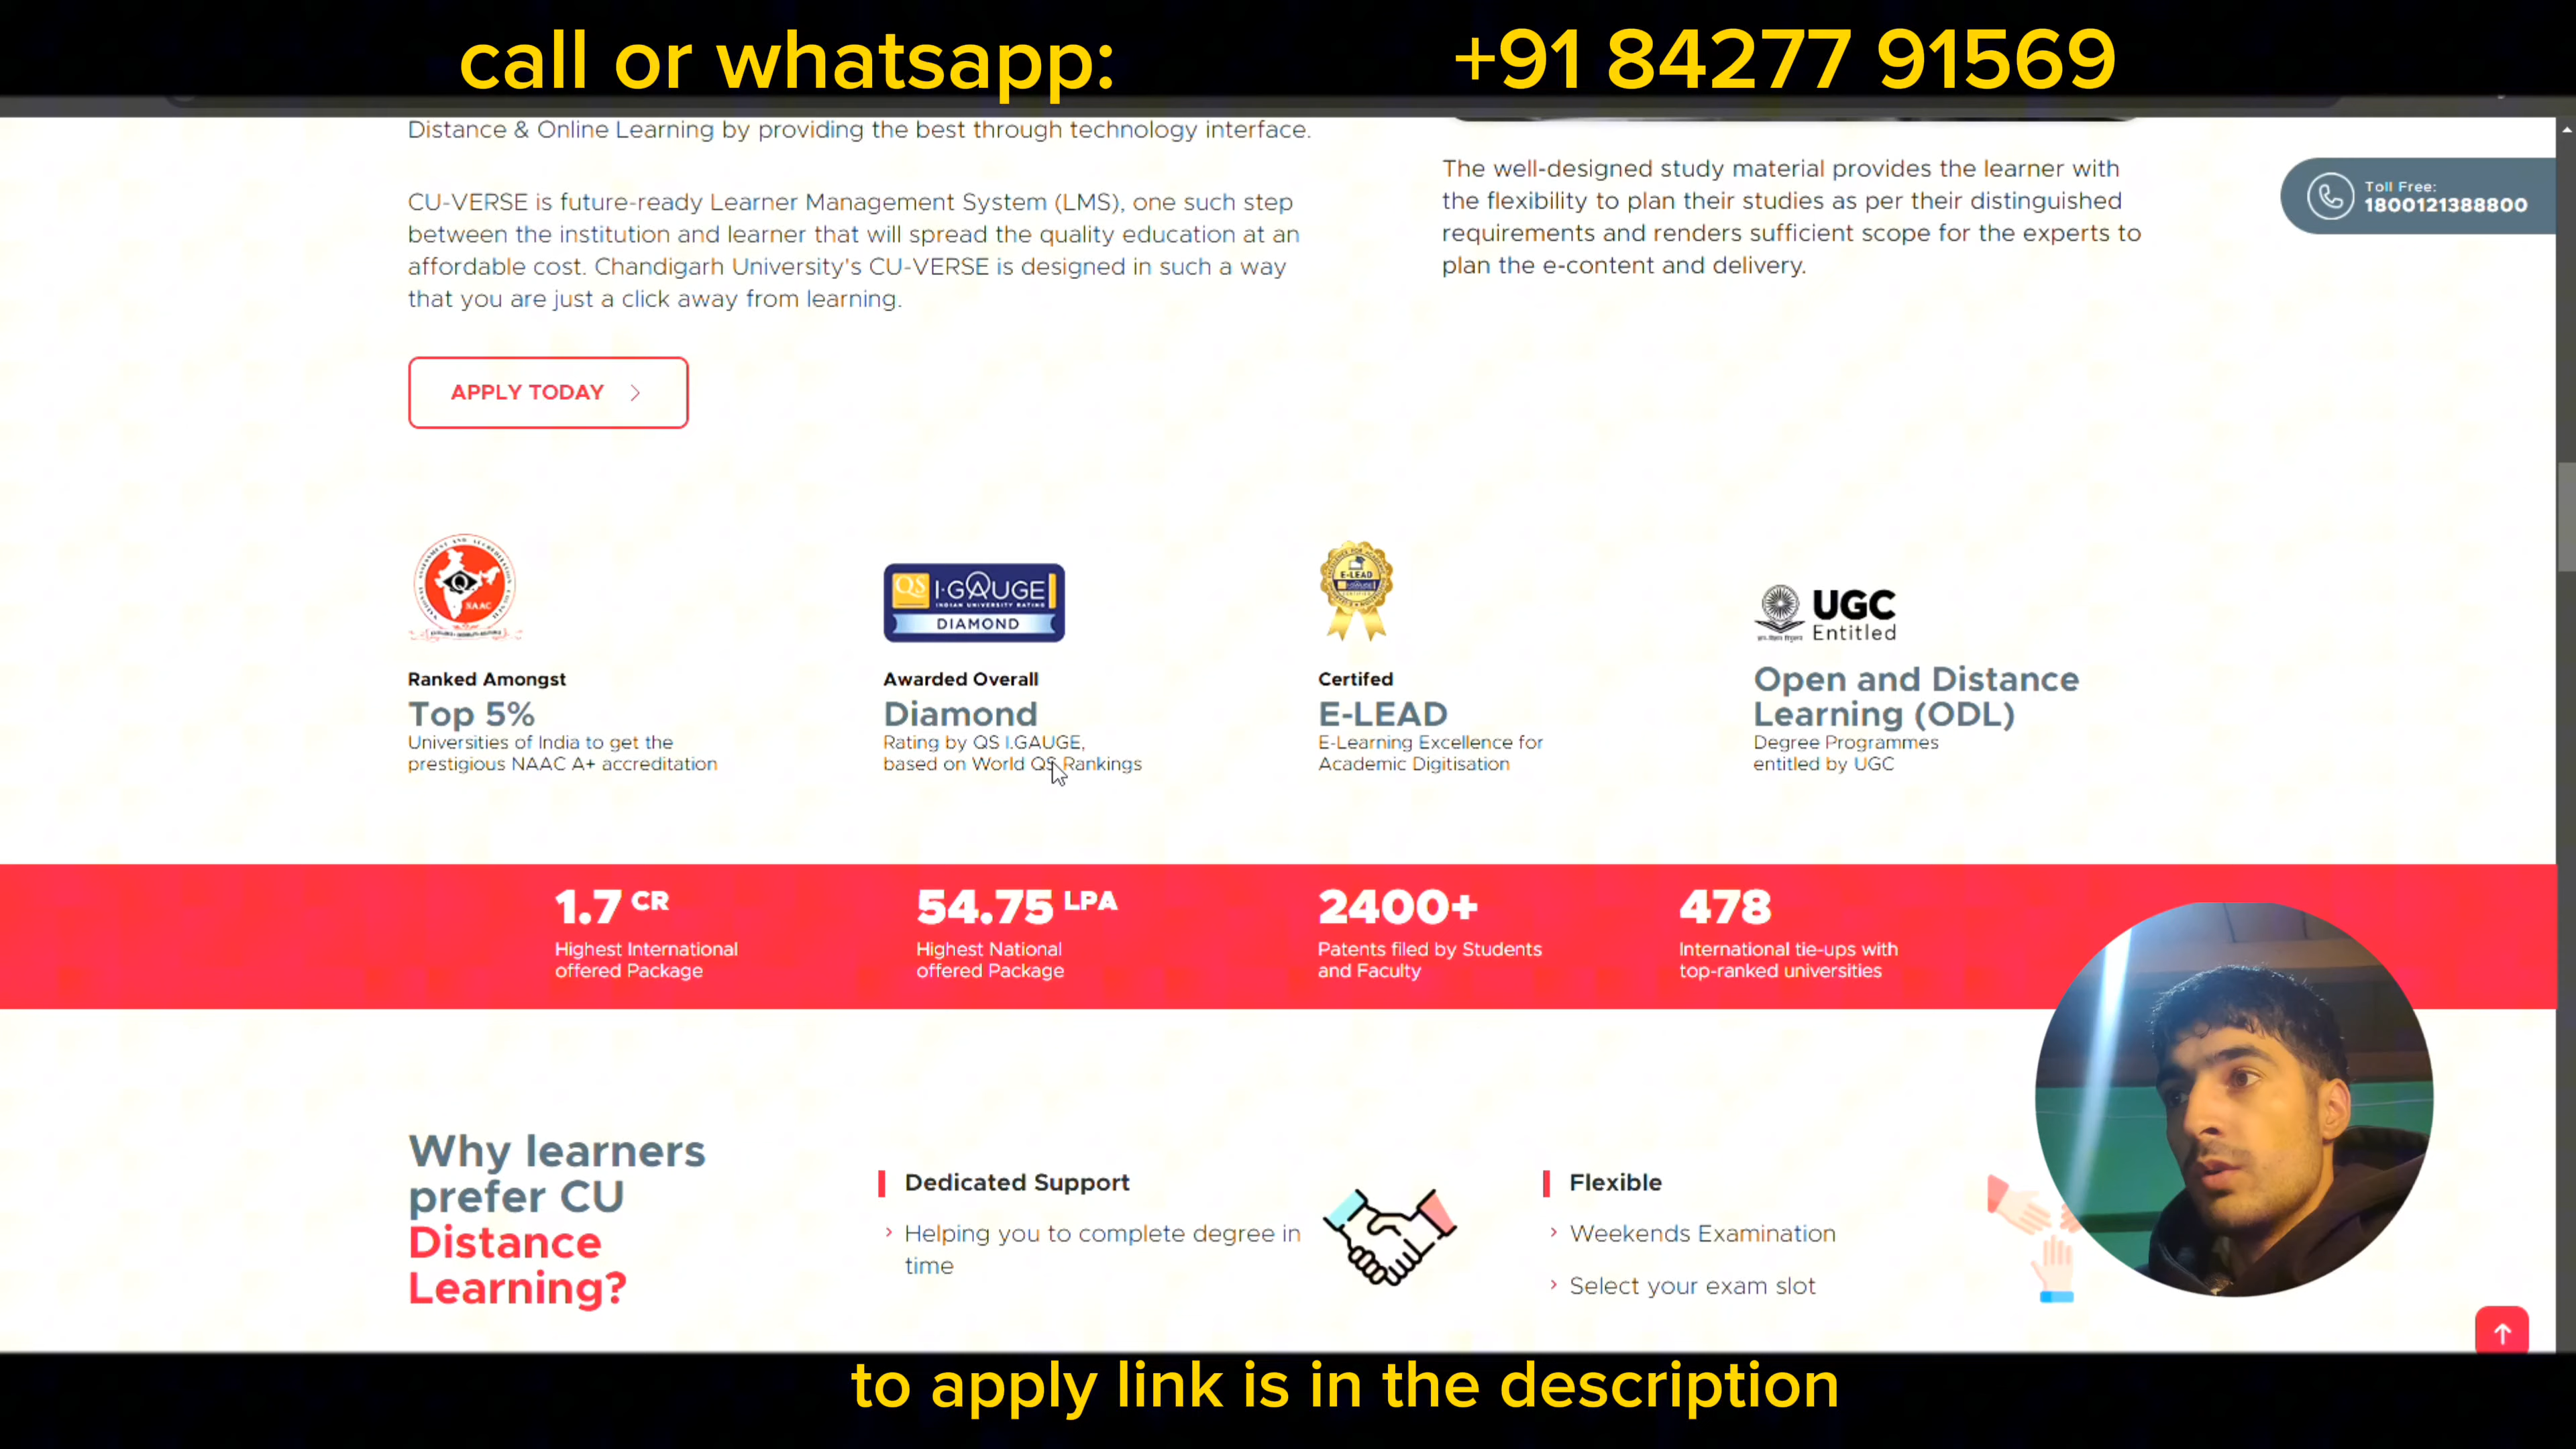 call or whatsapp: +91 84277 91569
Distance & Online Learning by providing the best through technology interface.
CU-VERSE is future-ready Learner Management System (LMS), one such step
between the institution and learner that will spread the quality education at an
affordable cost. Chandigarh University's CU-VERSE is designed in such a way
that you are just a click away from learning.
The well-designed study material provides the learner with
the flexibility to plan their studies as per their distinguished
requirements and renders sufficient scope for the experts to
plan the e-content and delivery.
Toll Free:
1800121388800
APPLY TODAY
NAAC
QS I·GAUGE
INDIAN UNIVERSITY RATING
DIAMOND
E-LEAD
UGC
Entitled
Ranked Amongst
Top 5%
Universities of India to get the
prestigious NAAC A+ accreditation
Awarded Overall
Diamond
Rating by QS I.GAUGE,
based on World QS Rankings
Certifed
E-LEAD
E-Learning Excellence for
Academic Digitisation
Open and Distance
Learning (ODL)
Degree Programmes
entitled by UGC
1.7 CR
Highest International
offered Package
54.75 LPA
Highest National
offered Package
2400+
Patents filed by Students
and Faculty
478
International tie-ups with
top-ranked universities
Why learners
prefer CU
Distance
Learning?
Dedicated Support
Helping you to complete degree in
time
Flexible
Weekends Examination
Select your exam slot
to apply link is in the description